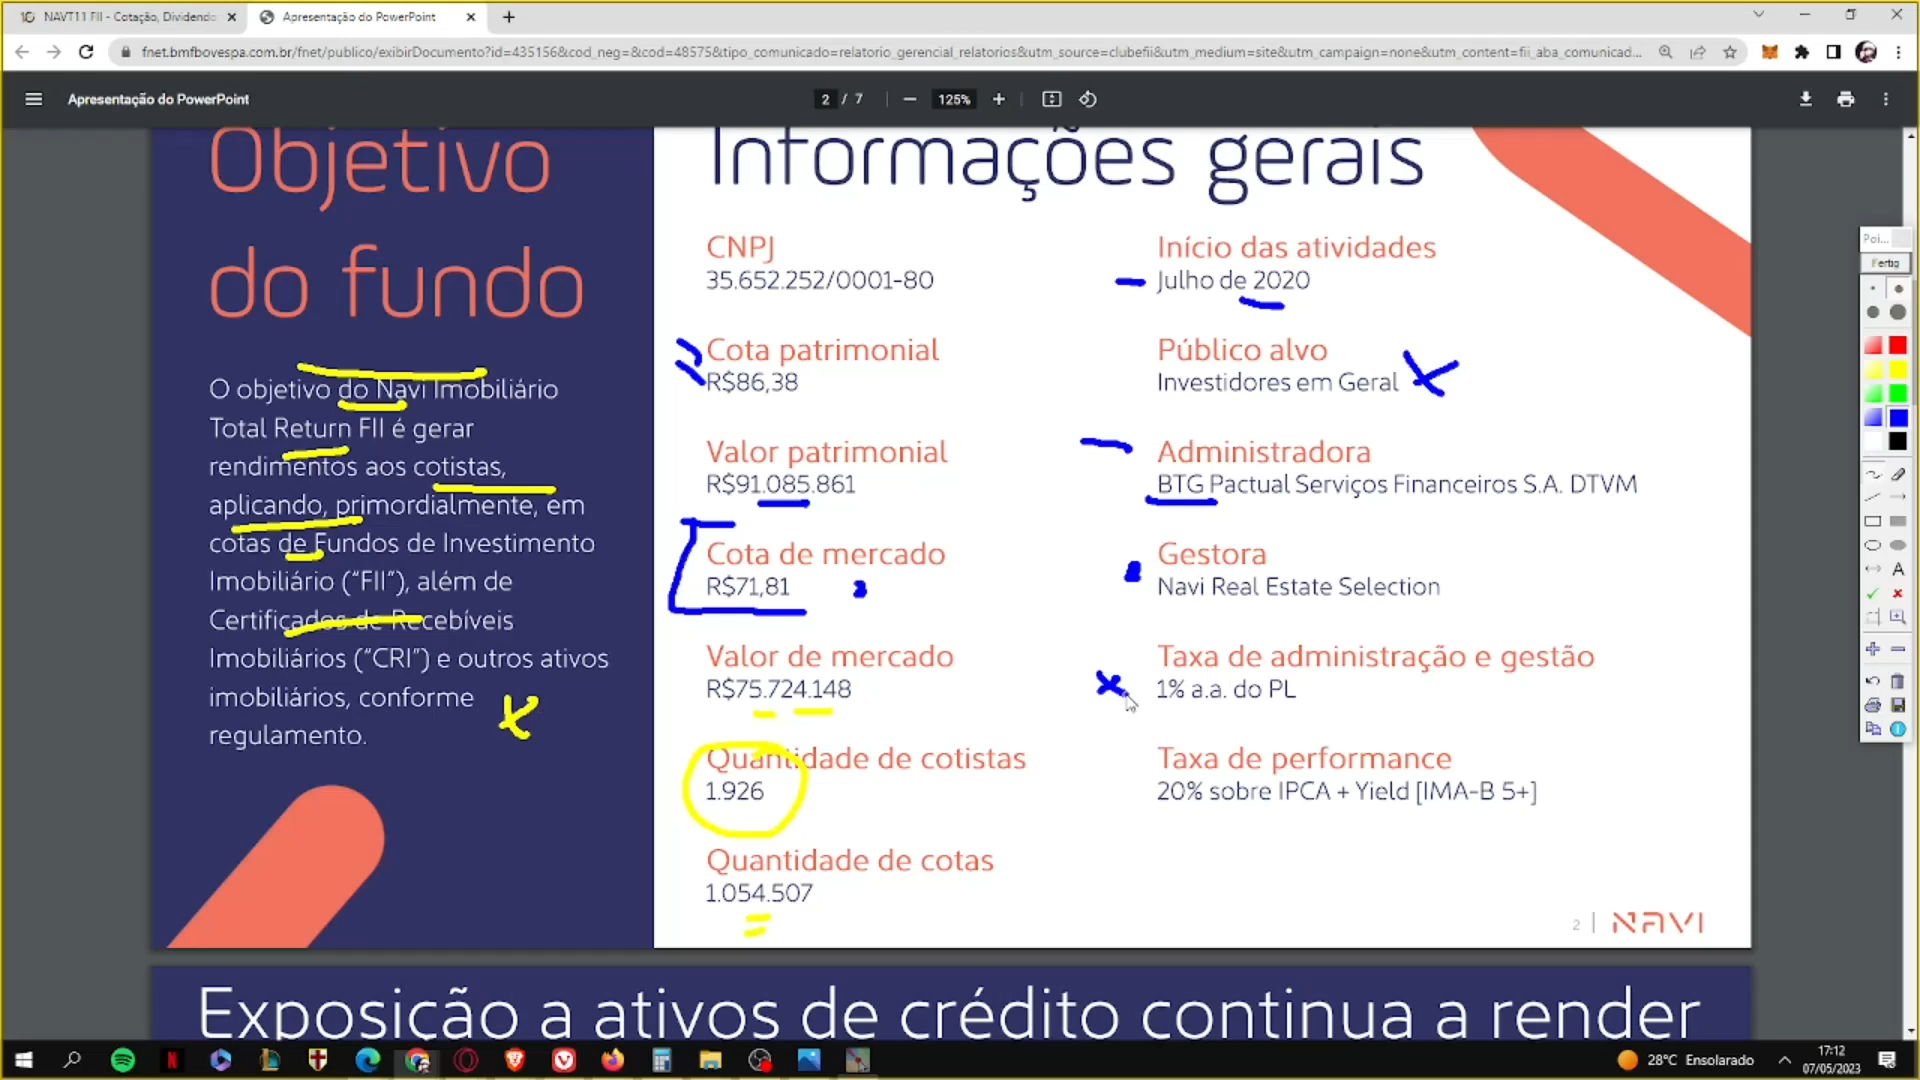 NAVT11 FII - Cotação, Dividendo
Apresentação do PowerPoint
fnet.bmfbovespa.com.br/fnet/publico/exibirDocumento?id=435156&cod_neg=&cod=48575&tipo_comunicado=relatorio_gerencial_relatorios&utm_source=clubefii&utm_medium=site&utm_campaign=none&utm_content=fii_aba_comunicad...
Apresentação do PowerPoint
2 / 7
125%
Objetivo
do fundo
O objetivo do Navi Imobiliário
Total Return FII é gerar
rendimentos aos cotistas,
aplicando, primordialmente, em
cotas de Fundos de Investimento
Imobiliário (“FII”), além de
Certificados de Recebíveis
Imobiliários (“CRI”) e outros ativos
imobiliários, conforme
regulamento.
Informações gerais
CNPJ
35.652.252/0001-80
Cota patrimonial
R$86,38
Valor patrimonial
R$91.085.861
Cota de mercado
R$71,81
Valor de mercado
R$75.724.148
Quantidade de cotistas
1.926
Quantidade de cotas
1.054.507
Início das atividades
Julho de 2020
Público alvo
Investidores em Geral
Administradora
BTG Pactual Serviços Financeiros S.A. DTVM
Gestora
Navi Real Estate Selection
Taxa de administração e gestão
1% a.a. do PL
Taxa de performance
20% sobre IPCA + Yield [IMA-B 5+]
2 | NAVI
Exposição a ativos de crédito continua a render
Poi...
Fertig
A
28°C Ensolarado
17:12
07/05/2023